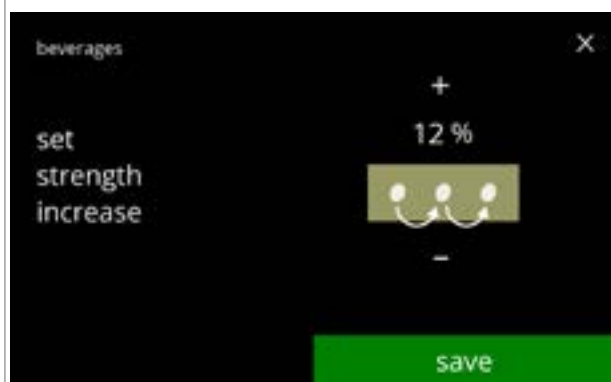 beverages
X
+
12 %
set
strength
increase
−
save